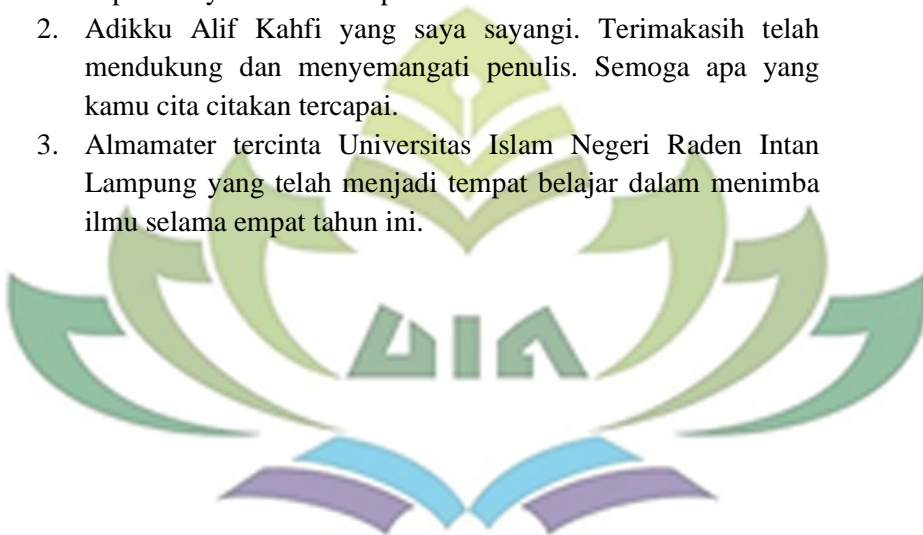 2. Adikku Alif Kahfi yang saya sayangi. Terimakasih telah
mendukung dan menyemangati penulis. Semoga apa yang
kamu cita citakan tercapai.
3. Almamater tercinta Universitas Islam Negeri Raden Intan
Lampung yang telah menjadi tempat belajar dalam menimba
ilmu selama empat tahun ini.
UIN